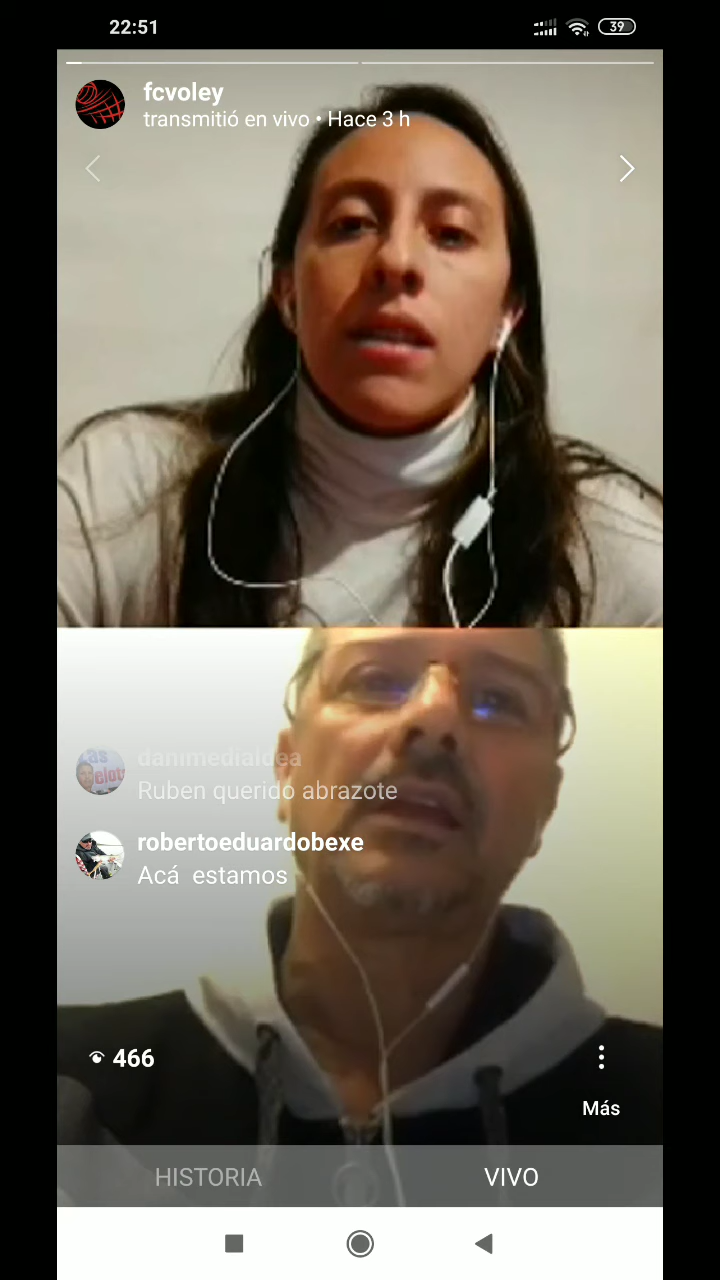 22:51
39
fcvoley
transmitió en vivo • Hace 3 h
danimedialdea
Ruben querido abrazote
robertoeduardobexe
Acá estamos
466
Más
HISTORIA
VIVO